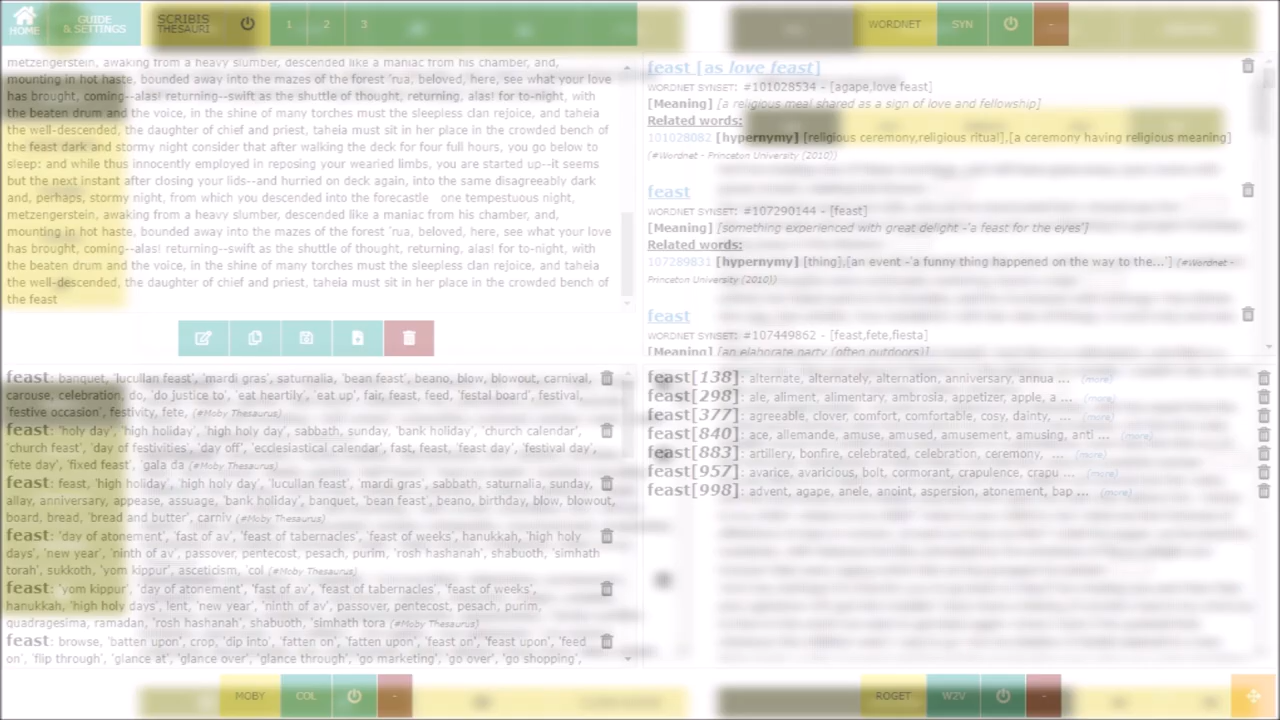 HOME
GUIDE
& SETTINGS
SCRIBIS
THESAURI
1 2 3
WORDNET SYN -
metzengerstein, awaking from a heavy slumber, descended like a maniac from his chamber, and,
mounting in hot haste, bounded away into the mazes of the forest 'rua, beloved, here, see what your love
has brought, coming--alas! returning--swift as the shuttle of thought, returning, alas! for to-night, with
the beaten drum and the voice, in the shine of many torches must the sleepless clan rejoice, and taheia
the well-descended, the daughter of chief and priest, taheia must sit in her place in the crowded bench of
the feast dark and stormy night consider that after walking the deck for four full hours, you go below to
sleep: and while thus innocently employed in reposing your wearied limbs, you are started up--it seems
but the next instant after closing your lids--and hurried on deck again, into the same disagreeably dark
and, perhaps, stormy night, from which you descended into the forecastle one tempestuous night,
metzengerstein, awaking from a heavy slumber, descended like a maniac from his chamber, and,
mounting in hot haste, bounded away into the mazes of the forest 'rua, beloved, here, see what your love
has brought, coming--alas! returning--swift as the shuttle of thought, returning, alas! for to-night, with
the beaten drum and the voice, in the shine of many torches must the sleepless clan rejoice, and taheia
the well-descended, the daughter of chief and priest, taheia must sit in her place in the crowded bench of
the feast
feast [as love feast]
WORDNET SYNSET: #101028534 - [agape,love feast]
[Meaning] [a religious meal shared as a sign of love and fellowship]
Related words:
101028082 [hypernymy] [religious ceremony,religious ritual],[a ceremony having religious meaning]
(#Wordnet - Princeton University (2010))
feast
WORDNET SYNSET: #107290144 - [feast]
[Meaning] [something experienced with great delight -'a feast for the eyes']
Related words:
107289831 [hypernymy] [thing],[an event -'a funny thing happened on the way to the...'] (#Wordnet -
Princeton University (2010))
feast
WORDNET SYNSET: #107449862 - [feast,fete,fiesta]
[Meaning] [an elaborate party (often outdoors)]
feast: banquet, 'lucullan feast', 'mardi gras', saturnalia, 'bean feast', beano, blow, blowout, carnival,
carouse, celebration, do, 'do justice to', 'eat heartily', 'eat up', fair, feast, feed, 'festal board', festival,
'festive occasion', festivity, fete, (#Moby Thesaurus)
feast: 'holy day', 'high holiday', 'high holy day', sabbath, sunday, 'bank holiday', 'church calendar',
'church feast', 'day of festivities', 'day off', 'ecclesiastical calendar', fast, feast, 'feast day', 'festival day',
'fete day', 'fixed feast', 'gala da (#Moby Thesaurus)
feast: feast, 'high holiday', 'high holy day', 'lucullan feast', 'mardi gras', sabbath, saturnalia, sunday,
allay, anniversary, appease, assuage, 'bank holiday', banquet, 'bean feast', beano, birthday, blow, blowout,
board, bread, 'bread and butter', carniv (#Moby Thesaurus)
feast: 'day of atonement', 'fast of av', 'feast of tabernacles', 'feast of weeks', hanukkah, 'high holy
days', 'new year', 'ninth of av', passover, pentecost, pesach, purim, 'rosh hashanah', shabuoth, 'simhath
torah', sukkoth, 'yom kippur', asceticism, 'col (#Moby Thesaurus)
feast: 'yom kippur', 'day of atonement', 'fast of av', 'feast of tabernacles', 'feast of weeks',
hanukkah, 'high holy days', lent, 'new year', 'ninth of av', passover, pentecost, pesach, purim,
quadragesima, ramadan, 'rosh hashanah', shabuoth, 'simhath tora (#Moby Thesaurus)
feast: browse, 'batten upon', crop, 'dip into', 'fatten on', 'fatten upon', 'feast on', 'feast upon', 'feed
on', 'flip through', 'glance at', 'glance over', 'glance through', 'go marketing', 'go over', 'go shopping',
feast[138]: alternate, alternately, alternation, anniversary, annua ... (more)
feast[298]: ale, aliment, alimentary, ambrosia, appetizer, apple, a ... (more)
feast[377]: agreeable, clover, comfort, comfortable, cosy, dainty, ... (more)
feast[840]: ace, allemande, amuse, amused, amusement, amusing, anti ... (more)
feast[883]: artillery, bonfire, celebrated, celebration, ceremony, ... (more)
feast[957]: avarice, avaricious, bolt, cormorant, crapulence, crapu ... (more)
feast[998]: advent, agape, anele, anoint, aspersion, atonement, bap ... (more)
MOBY COL -
ROGET W2V -